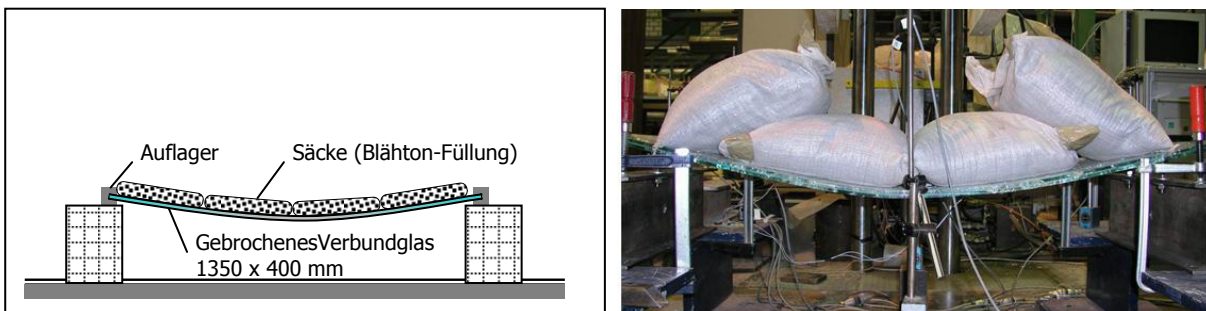 Auflager
Säcke (Blähton-Füllung)
GebrochenesVerbundglas
1350 x 400 mm